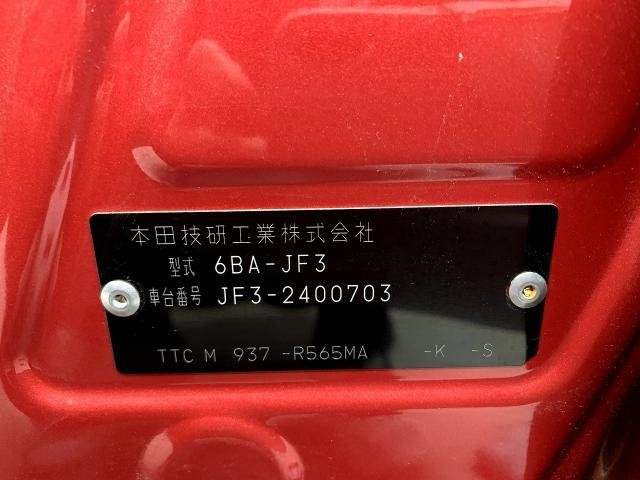 本田技研工業株式会社
型式 6BA-JF3
車台番号 JF3-2400703
TTC M 937 -R565MA -K -S